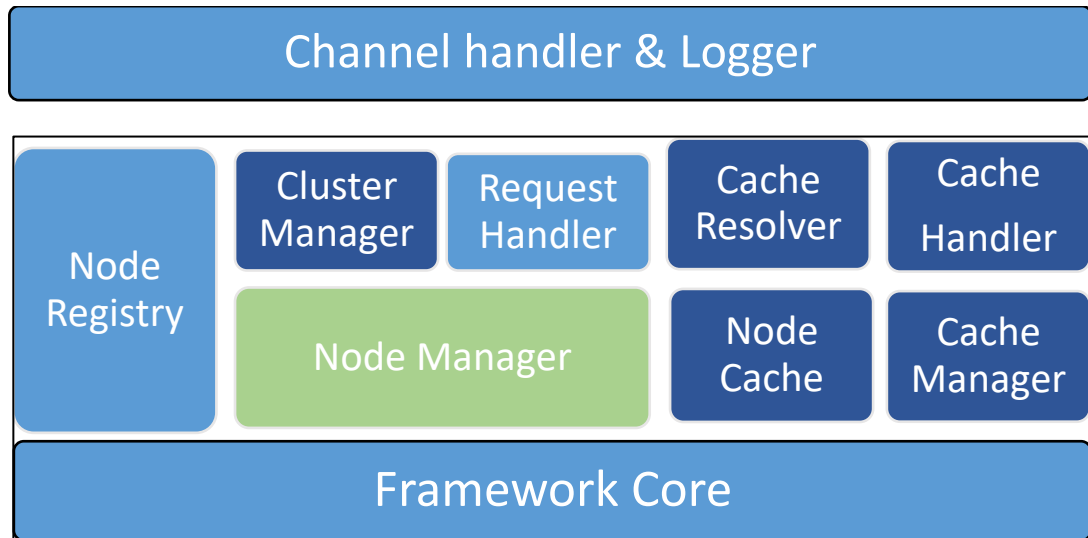 Channel handler & Logger
Node
Registry
Cluster
Manager
Request
Handler
Cache
Resolver
Cache
Handler
Node Manager
Node
Cache
Cache
Manager
Framework Core